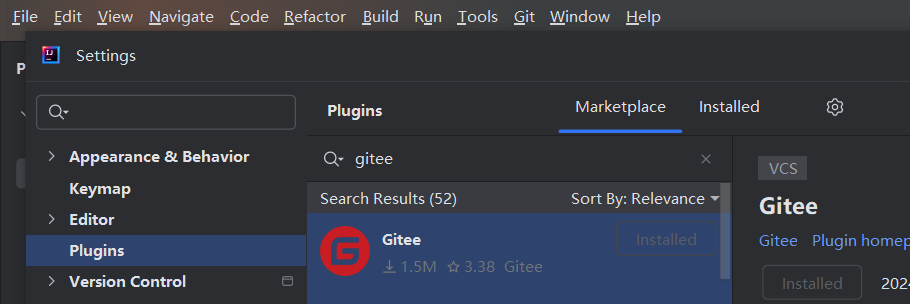 File Edit View Navigate Code Refactor Build Run Tools Git Window Help
P
IJ Settings
Plugins Marketplace Installed
Appearance & Behavior
Keymap
Editor
Plugins
Version Control
gitee
Search Results (52) Sort By: Relevance
Gitee Installed
1.5M 3.38 Gitee
VCS
Gitee
Gitee Plugin homep
Installed 2024